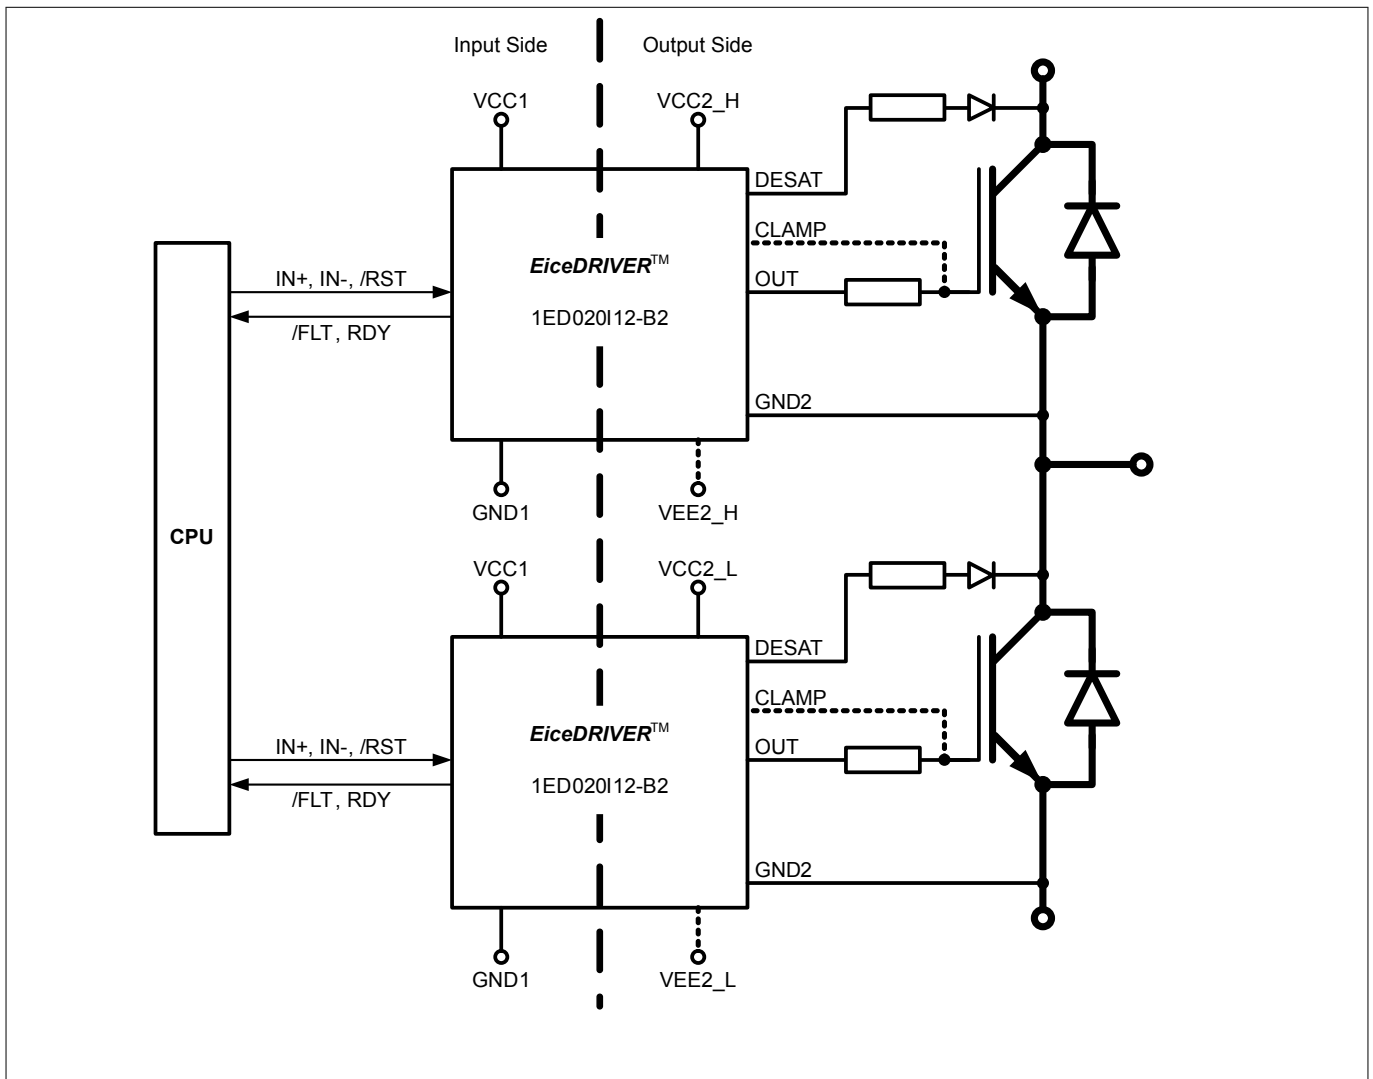 Input Side
Output Side
VCC1
VCC2_H
DESAT
CLAMP
EiceDRIVER™
IN+, IN-, /RST
OUT
1ED020I12-B2
/FLT, RDY
GND2
GND1
VEE2_H
CPU
VCC1
VCC2_L
DESAT
CLAMP
EiceDRIVER™
IN+, IN-, /RST
OUT
1ED020I12-B2
/FLT, RDY
GND2
GND1
VEE2_L